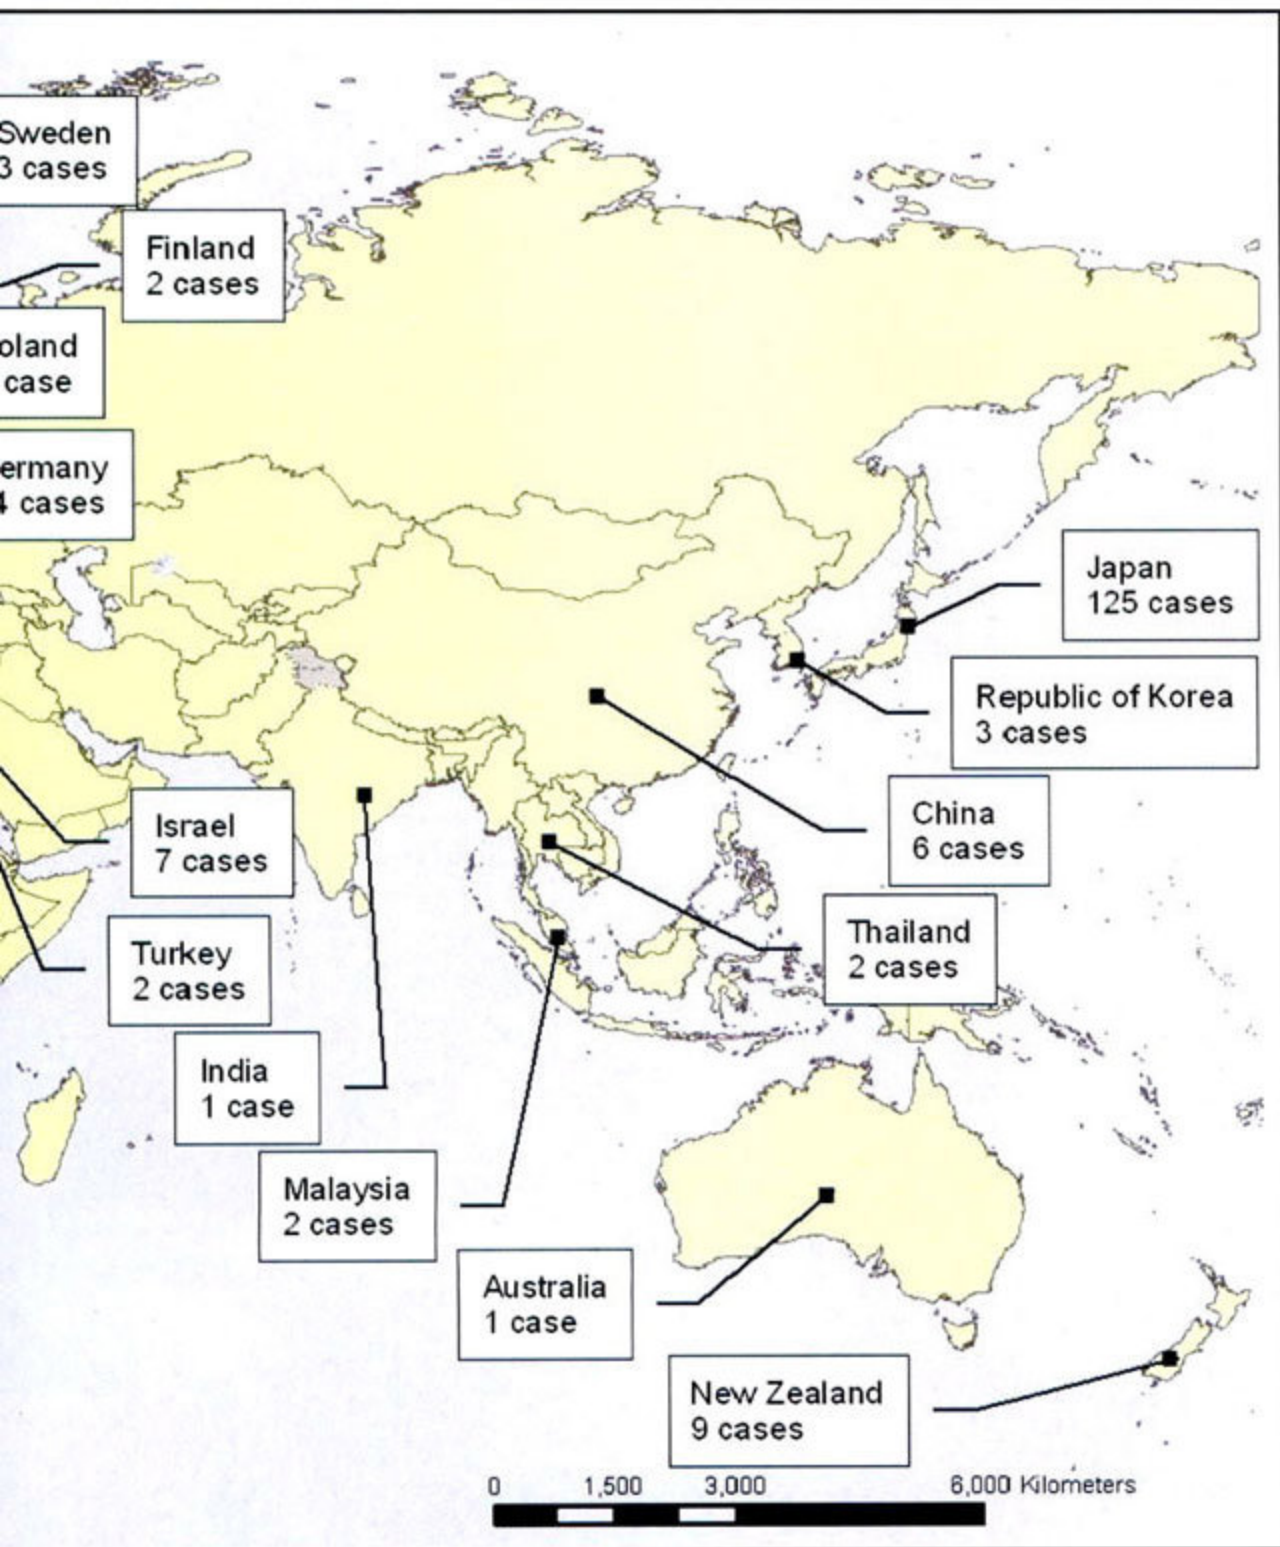 Sweden
3 cases
Finland
2 cases
oland
case
ermany
4 cases
Japan
125 cases
Republic of Korea
3 cases
China
6 cases
Israel
7 cases
Thailand
2 cases
Turkey
2 cases
India
1 case
Malaysia
2 cases
Australia
1 case
New Zealand
9 cases
0 1,500 3,000 6,000 Kilometers